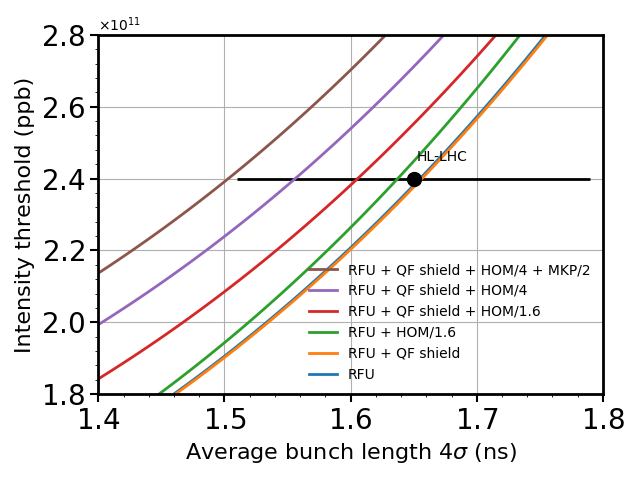 ×10¹¹
2.8
2.6
2.4
2.2
2.0
1.8
Intensity threshold (ppb)
HL-LHC
RFU + QF shield + HOM/4 + MKP/2
RFU + QF shield + HOM/4
RFU + QF shield + HOM/1.6
RFU + HOM/1.6
RFU + QF shield
RFU
1.4 1.5 1.6 1.7 1.8
Average bunch length 4σ (ns)